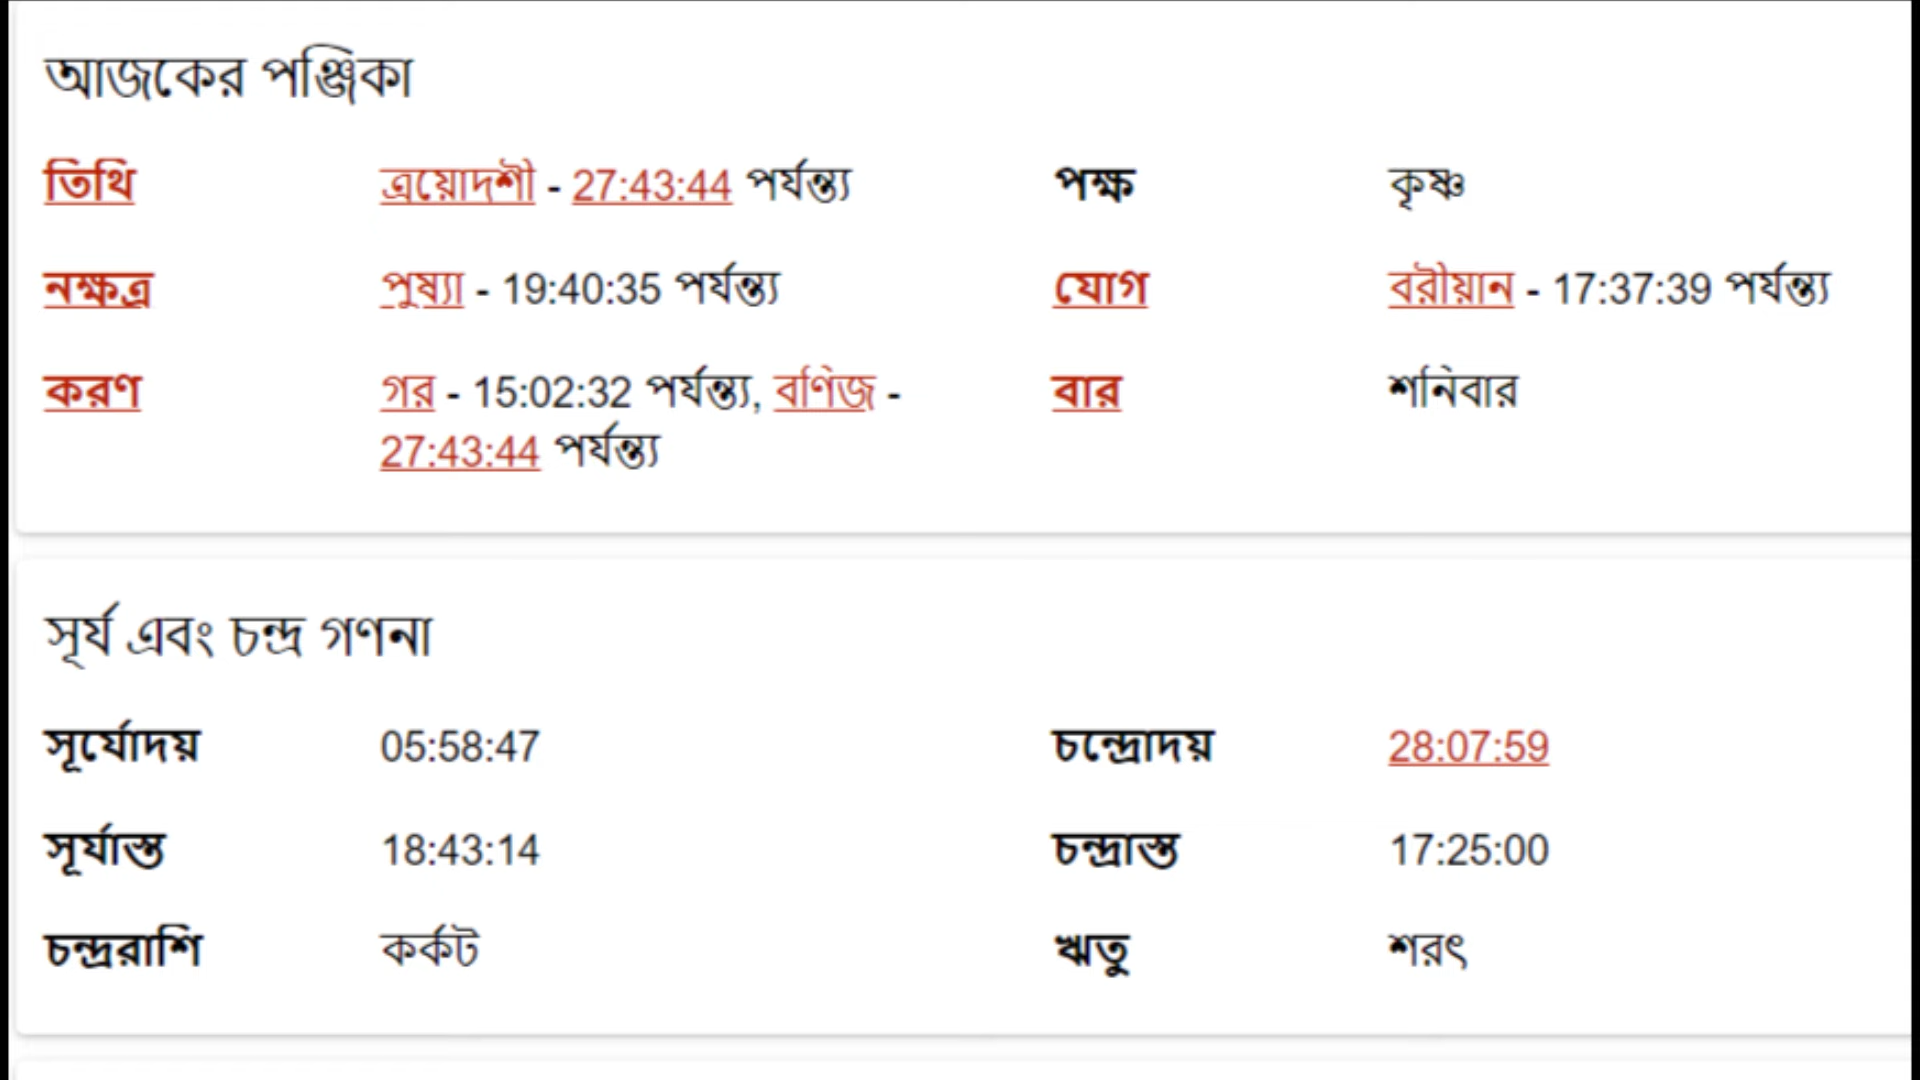 আজকের পঞ্জিকা
তিথি ত্রয়োদশী - 27:43:44 পর্যন্ত্য পক্ষ কৃষ্ণ
নক্ষত্র পুষ্যা - 19:40:35 পর্যন্ত্য যোগ বরীয়ান - 17:37:39 পর্যন্ত্য
করণ গর - 15:02:32 পর্যন্ত্য, বণিজ - বার শনিবার
27:43:44 পর্যন্ত্য
সূর্য এবং চন্দ্র গণনা
সূর্যোদয় 05:58:47 চন্দ্রোদয় 28:07:59
সূর্যাস্ত 18:43:14 চন্দ্রাস্ত 17:25:00
চন্দ্ররাশি কর্কট ঋতু শরৎ